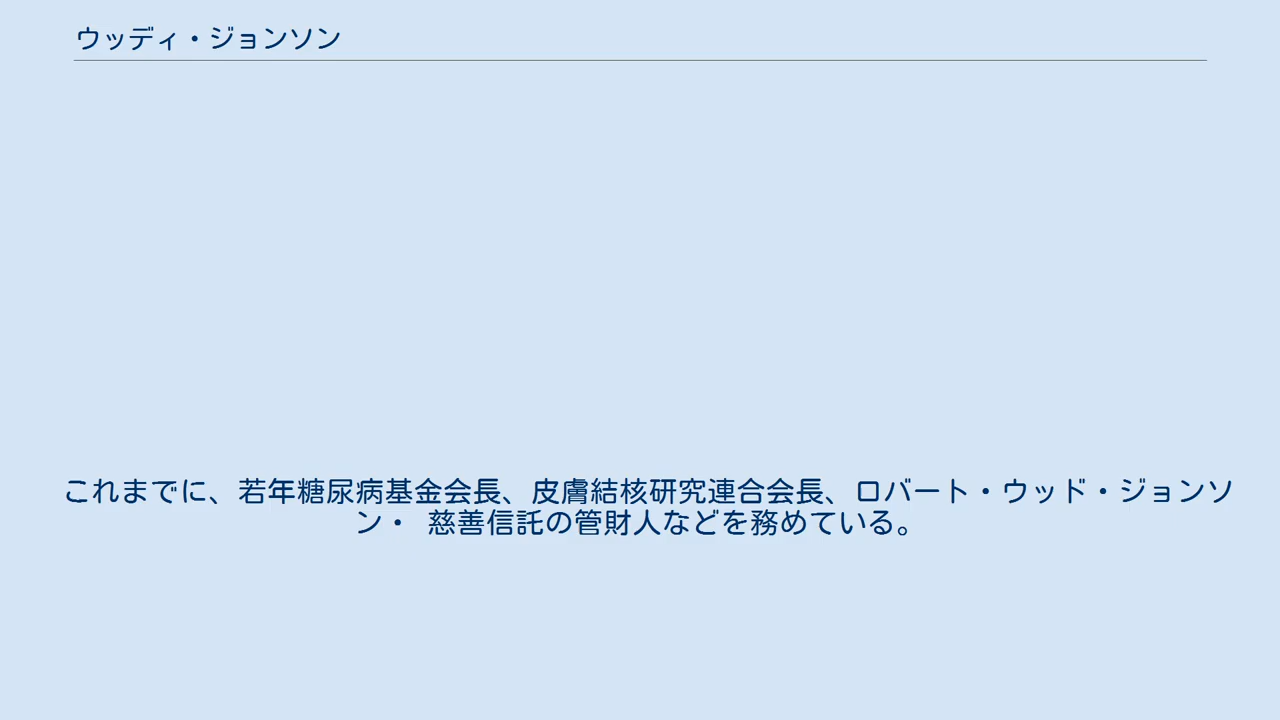 ウッディ・ジョンソン
これまでに、若年糖尿病基金会長、皮膚結核研究連合会長、ロバート・ウッド・ジョンソ
ン・ 慈善信託の管財人などを務めている。